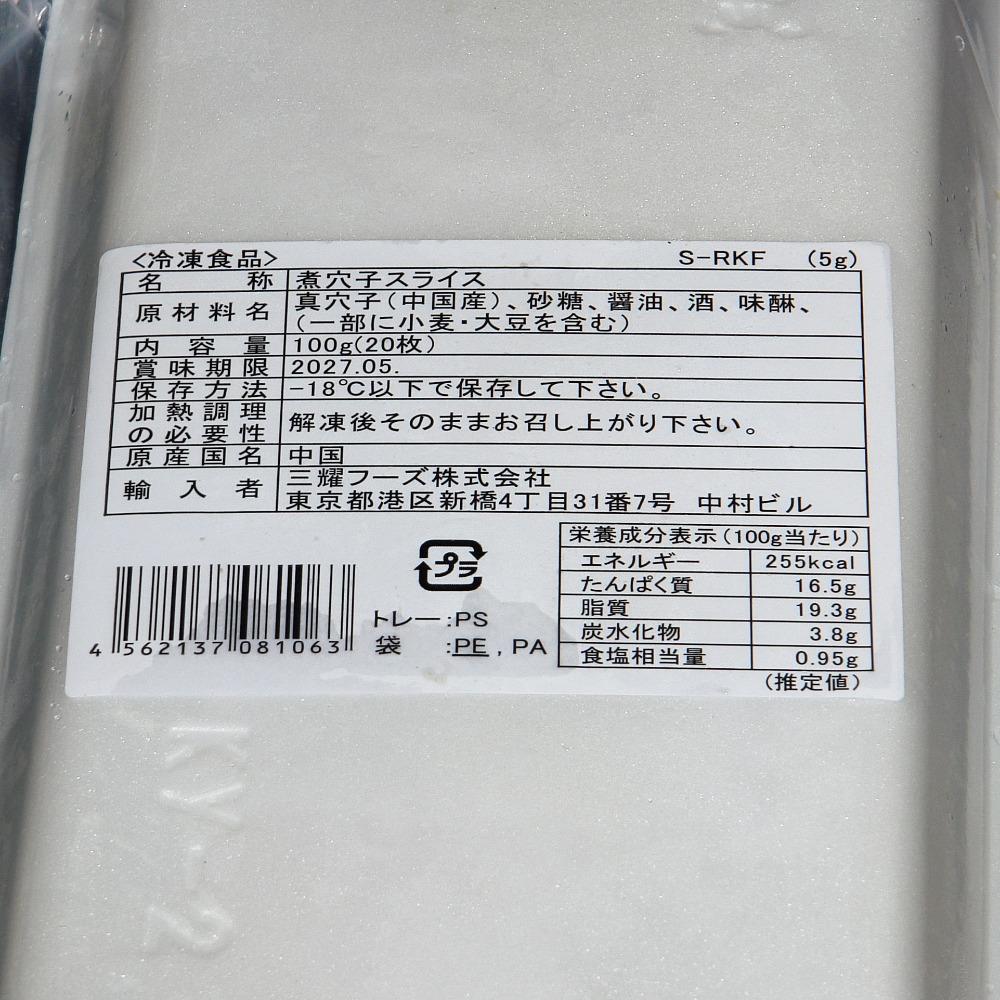 <冷凍食品> S-RKF (5g)
名称 煮穴子スライス
原材料名 真穴子(中国産)、砂糖、醤油、酒、味醂、
(一部に小麦・大豆を含む)
内容量 100g(20枚)
賞味期限 2027.05.
保存方法 -18℃以下で保存して下さい。
加熱調理
の必要性 解凍後そのままお召し上がり下さい。
原産国名 中国
輸入者 三耀フーズ株式会社
東京都港区新橋4丁目31番7号 中村ビル
栄養成分表示(100g当たり)
エネルギー 255kcal
たんぱく質 16.5g
脂質 19.3g
炭水化物 3.8g
食塩相当量 0.95g
(推定値)
プラ
トレー:PS
袋 :PE , PA
4 562137 081063
KY-2